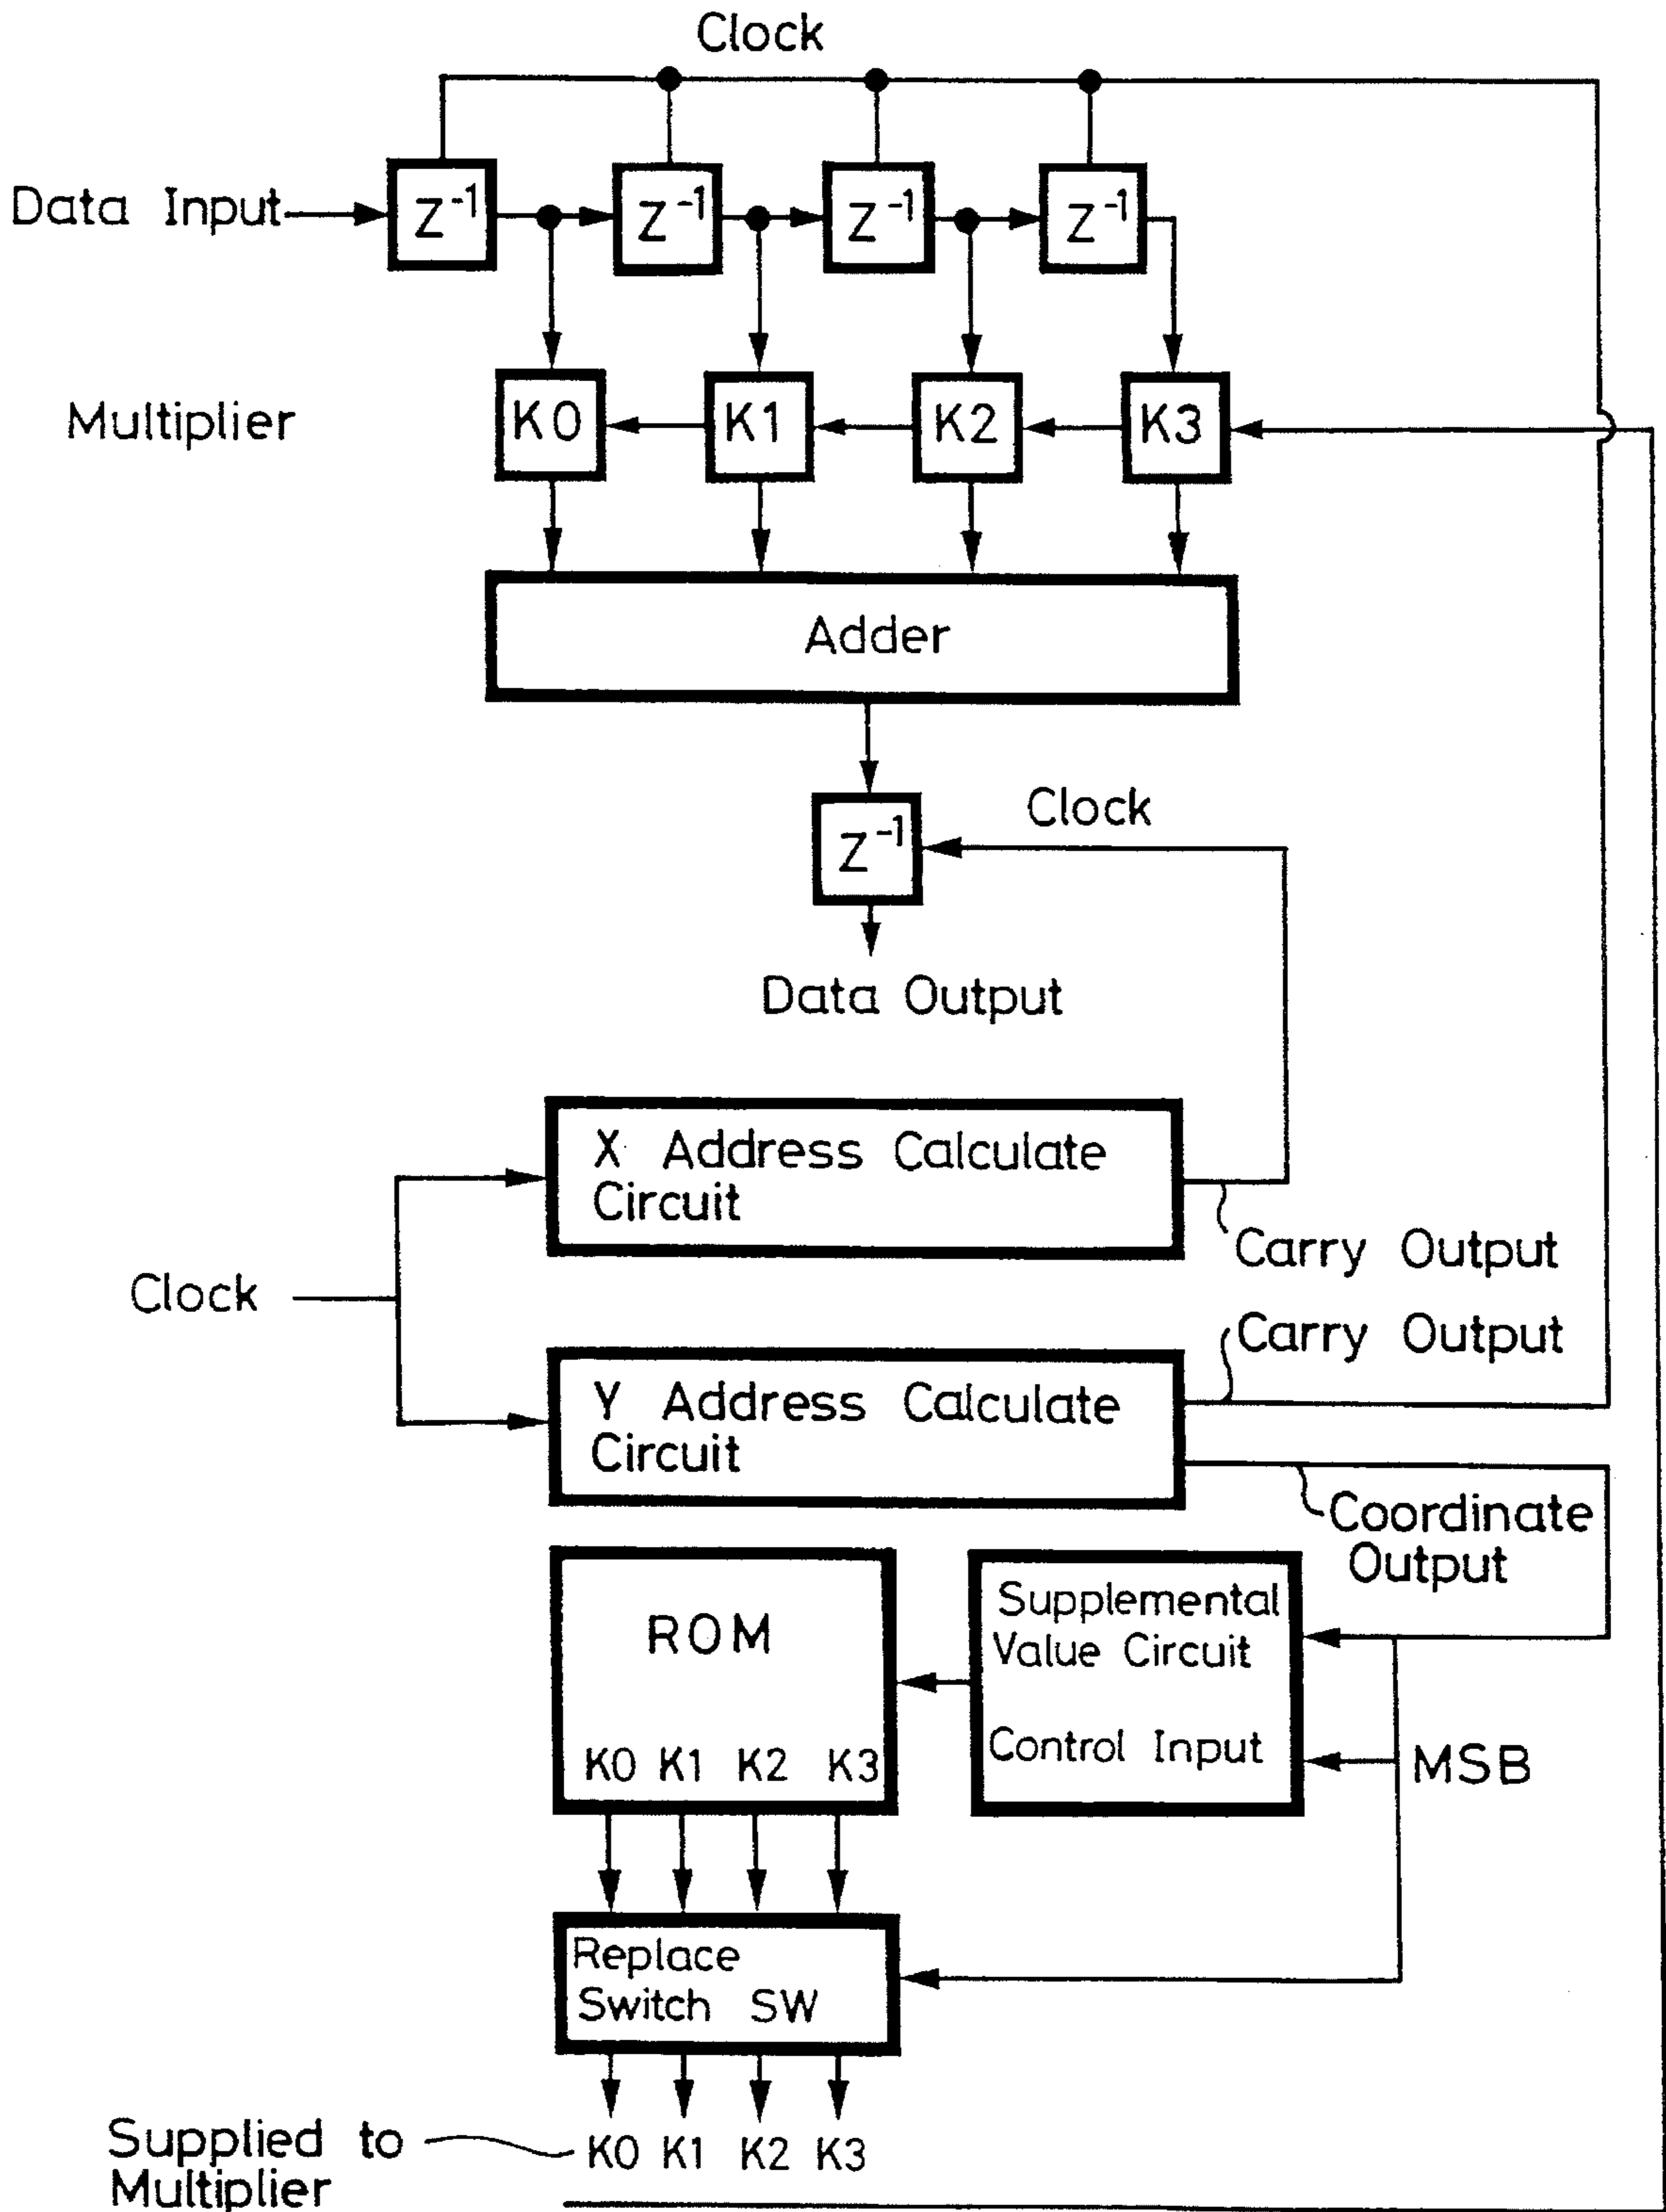 Clock
Data Input
Z⁻¹
Z⁻¹
Z⁻¹
Z⁻¹
Multiplier
K0
K1
K2
K3
Adder
Clock
Z⁻¹
Data Output
X Address Calculate
Circuit
Carry Output
Clock
Carry Output
Y Address Calculate
Circuit
Coordinate
Output
ROM
K0 K1 K2 K3
Supplemental
Value Circuit
Control Input
MSB
Replace
Switch SW
Supplied to
Multiplier
K0 K1 K2 K3